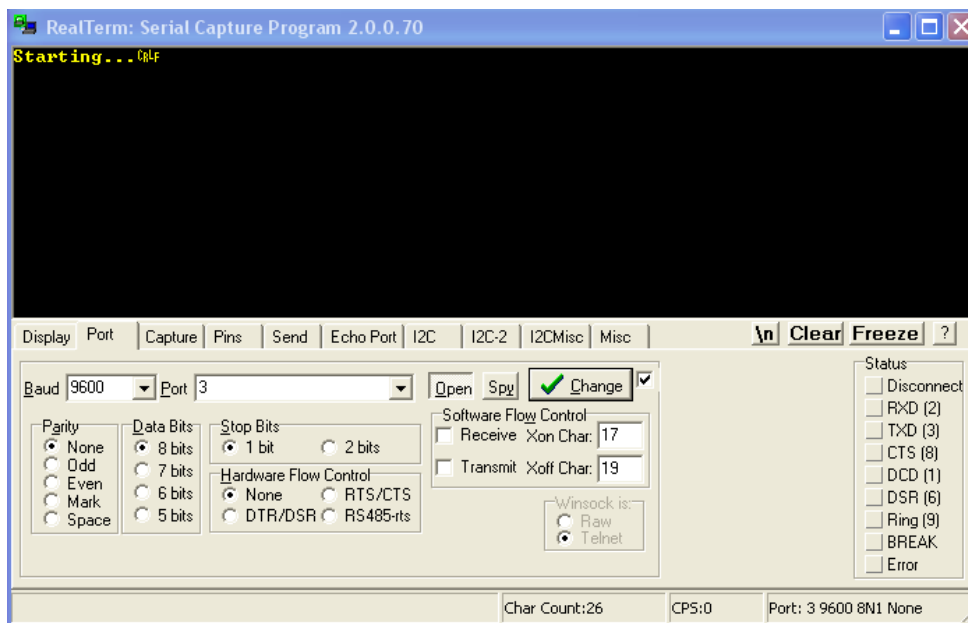 RealTerm: Serial Capture Program 2.0.0.70
Starting...CRLF
Display Port Capture Pins Send Echo Port I2C I2C-2 I2CMisc Misc \n Clear Freeze ?
Baud 9600 Port 3 Open Spy Change
Parity
None
Odd
Even
Mark
Space
Data Bits
8 bits
7 bits
6 bits
5 bits
Stop Bits
1 bit 2 bits
Hardware Flow Control
None RTS/CTS
DTR/DSR RS485-rts
Software Flow Control
Receive Xon Char: 17
Transmit Xoff Char: 19
Winsock is:
Raw
Telnet
Status
Disconnect
RXD (2)
TXD (3)
CTS (8)
DCD (1)
DSR (6)
Ring (9)
BREAK
Error
Char Count:26 CPS:0 Port: 3 9600 8N1 None